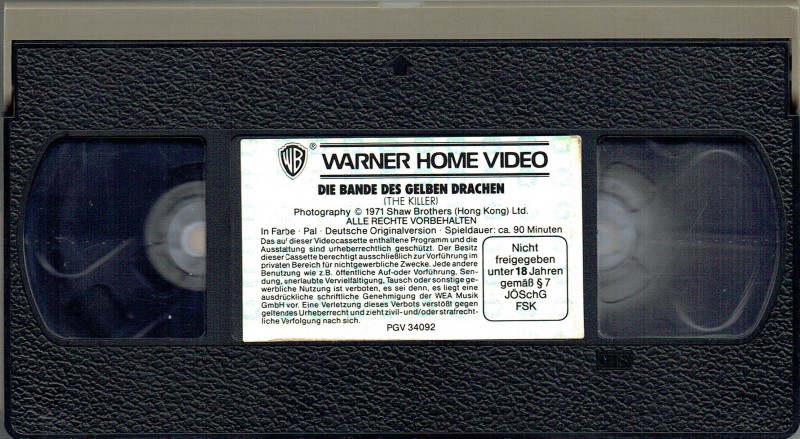 WB ®
WARNER HOME VIDEO
DIE BANDE DES GELBEN DRACHEN
(THE KILLER)
Photography © 1971 Shaw Brothers (Hong Kong) Ltd.
ALLE RECHTE VORBEHALTEN
In Farbe · Pal · Deutsche Originalversion · Spieldauer: ca. 90 Minuten
Das auf dieser Videocassette enthaltene Programm und die
Ausstattung sind urheberrechtlich geschützt. Der Besitz
dieser Cassette berechtigt ausschließlich zur Vorführung im
privaten Bereich für nichtgewerbliche Zwecke. Jede andere
Benutzung wie z.B. öffentliche Auf-oder Vorführung, Sen-
dung, unerlaubte Vervielfältigung, Tausch oder sonstige ge-
werbliche Nutzung ist verboten, es sei denn, es liegt eine
ausdrückliche schriftliche Genehmigung der WEA Musik
GmbH vor. Eine Verletzung dieses Verbots verstößt gegen
geltendes Urheberrecht und zieht zivil- und/oder strafrecht-
liche Verfolgung nach sich.
PGV 34092
Nicht
freigegeben
unter 18 Jahren
gemäß § 7
JÖSchG
FSK
VHS